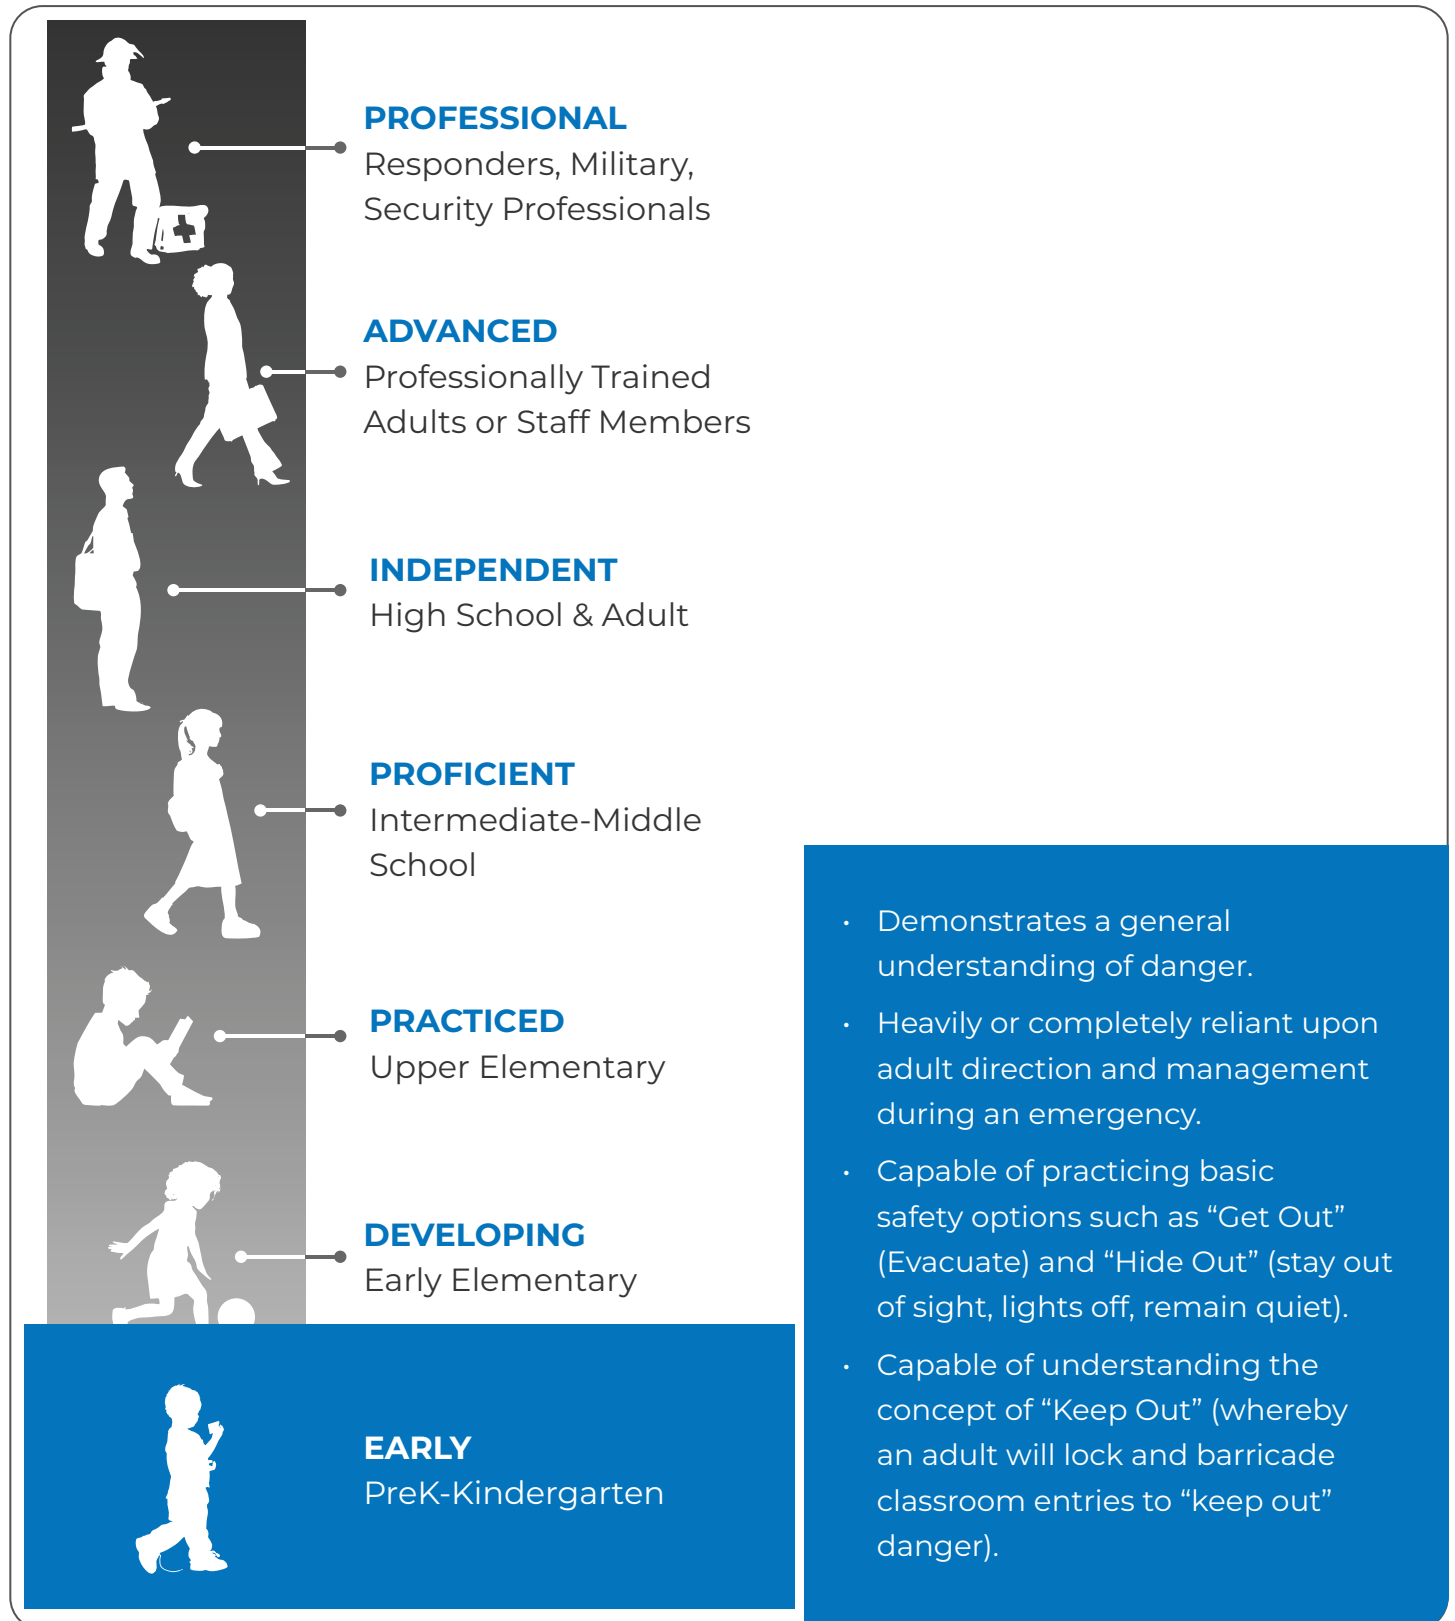 PROFESSIONAL
Responders, Military,
Security Professionals
ADVANCED
Professionally Trained
Adults or Staff Members
INDEPENDENT
High School & Adult
PROFICIENT
Intermediate-Middle
School
PRACTICED
Upper Elementary
DEVELOPING
Early Elementary
EARLY
PreK-Kindergarten
• Demonstrates a general
understanding of danger.
• Heavily or completely reliant upon
adult direction and management
during an emergency.
• Capable of practicing basic
safety options such as “Get Out”
(Evacuate) and “Hide Out” (stay out
of sight, lights off, remain quiet).
• Capable of understanding the
concept of “Keep Out” (whereby
an adult will lock and barricade
classroom entries to “keep out”
danger).